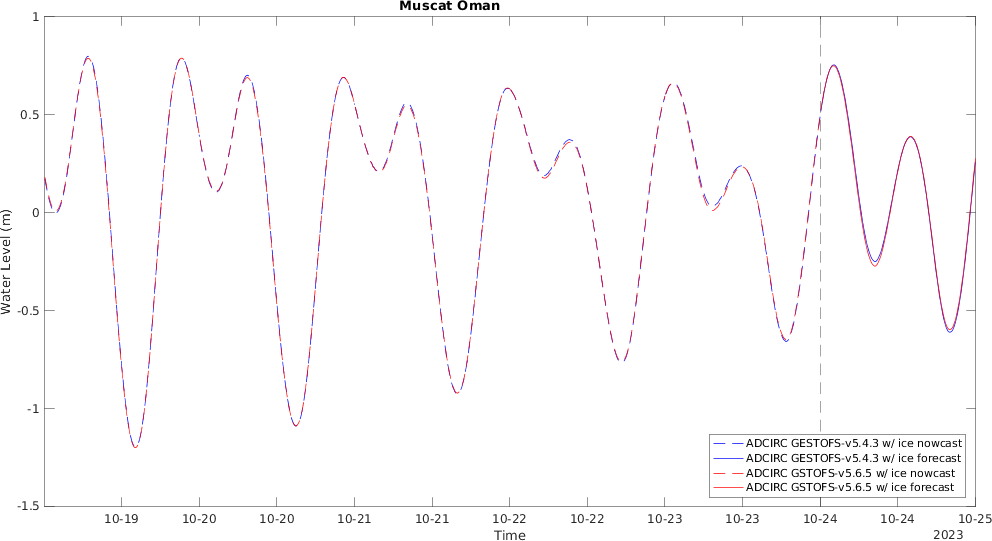 Muscat Oman
1
0.5
0
-0.5
-1
-1.5
Water Level (m)
ADCIRC GESTOFS-v5.4.3 w/ ice nowcast
ADCIRC GESTOFS-v5.4.3 w/ ice forecast
ADCIRC GSTOFS-v5.6.5 w/ ice nowcast
ADCIRC GSTOFS-v5.6.5 w/ ice forecast
10-19 10-20 10-20 10-21 10-21 10-22 10-22 10-23 10-23 10-24 10-24 10-25
Time 2023